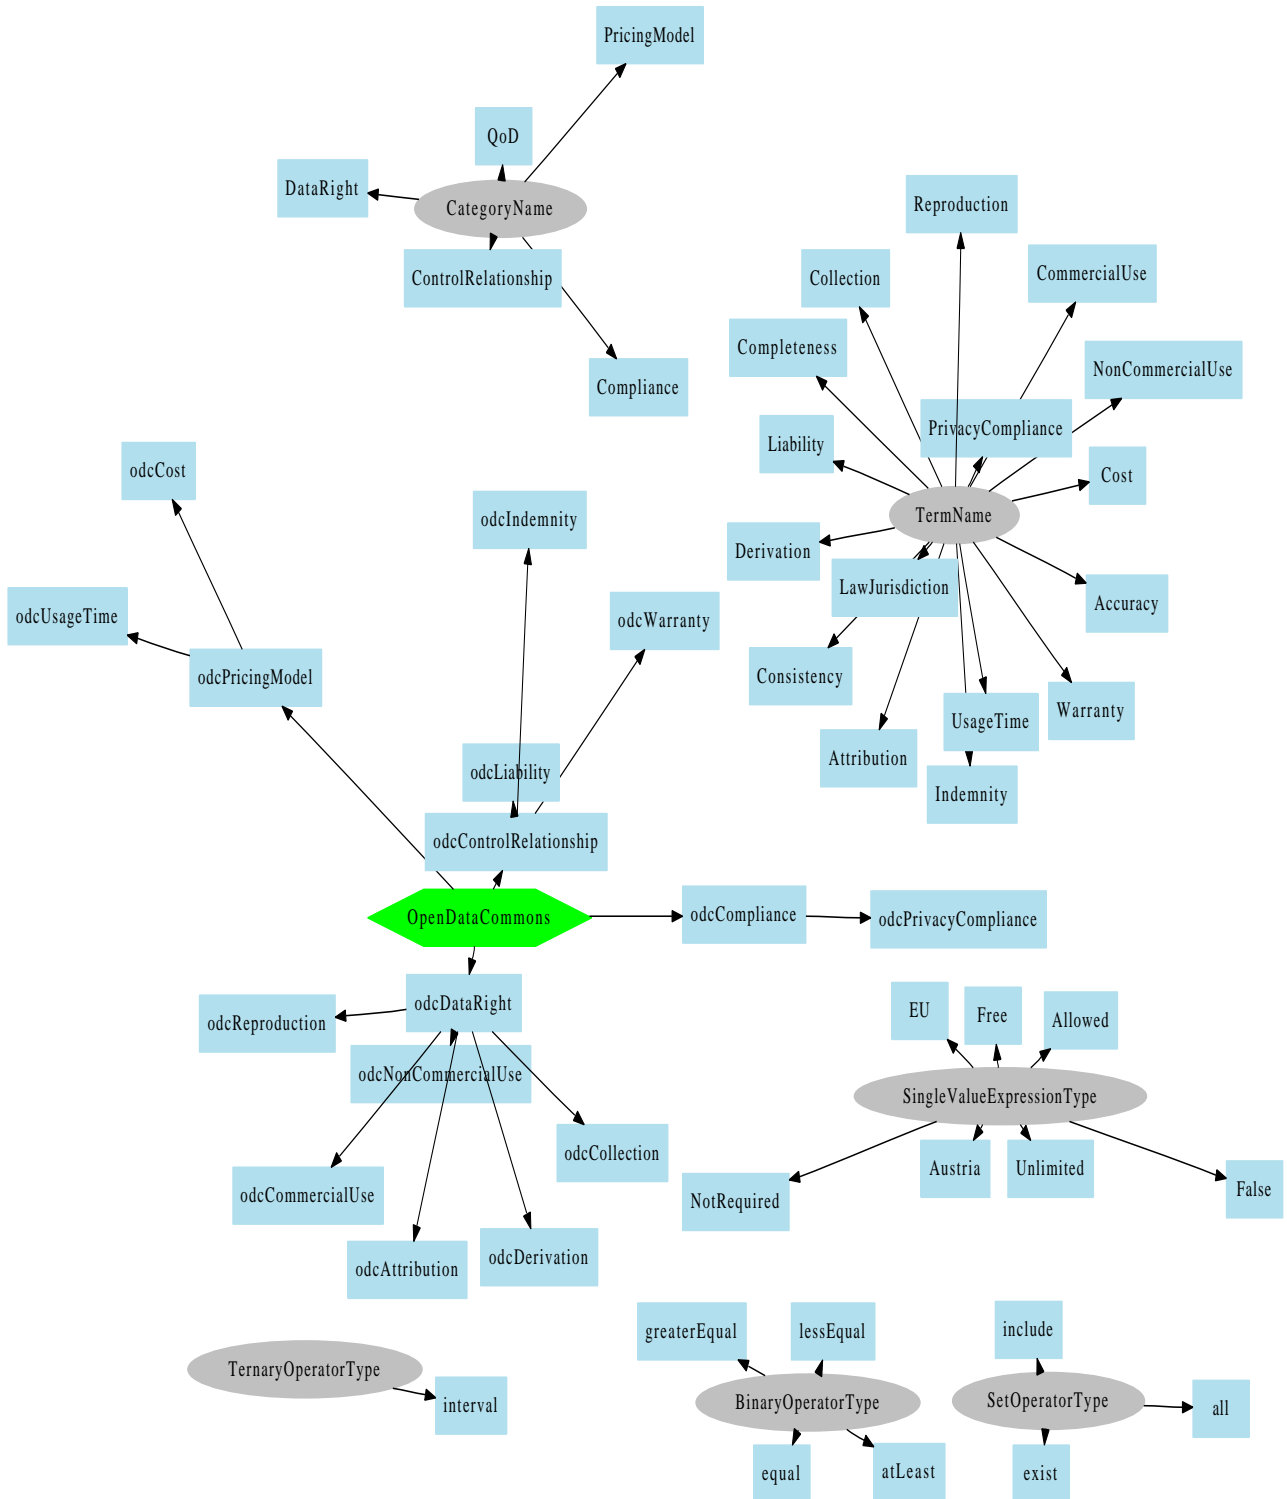 PricingModel
QoD
DataRight
CategoryName
Reproduction
ControlRelationship
Collection
CommercialUse
Completeness
NonCommercialUse
Compliance
PrivacyCompliance
Liability
odcCost
Cost
TermName
odcIndemnity
Derivation
LawJurisdiction
Accuracy
odcUsageTime
odcWarranty
odcPricingModel
Consistency
Warranty
UsageTime
Attribution
odcLiability
Indemnity
odcControlRelationship
OpenDataCommons
odcCompliance
odcPrivacyCompliance
odcDataRight
odcReproduction
EU
Free
Allowed
odcNonCommercialUse
SingleValueExpressionType
odcCollection
Austria
Unlimited
odcCommercialUse
NotRequired
False
odcDerivation
odcAttribution
greaterEqual
lessEqual
include
TernaryOperatorType
interval
BinaryOperatorType
SetOperatorType
all
equal
atLeast
exist